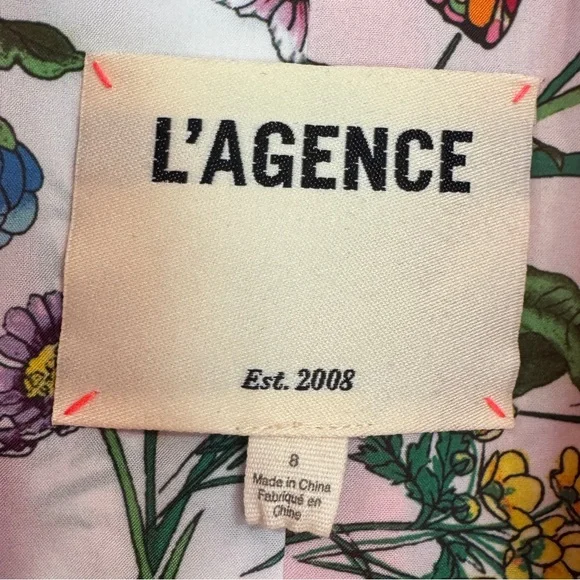 L'AGENCE
Est. 2008
8
Made in China
Fabriqué en
Chine